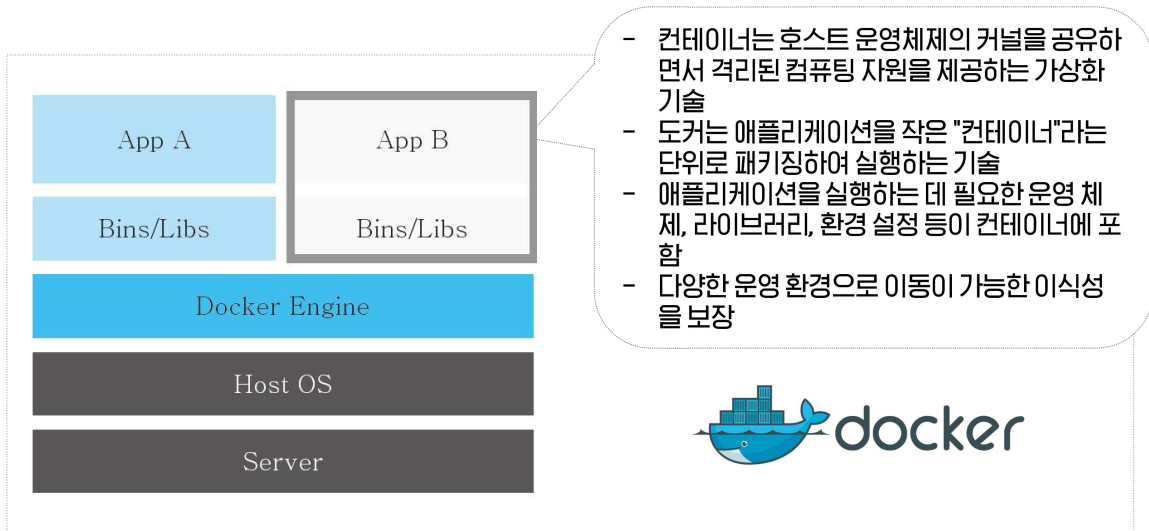 - 컨테이너는 호스트 운영체제의 커널을 공유하
면서 격리된 컴퓨팅 자원을 제공하는 가상화
기술
- 도커는 애플리케이션을 작은 "컨테이너"라는
단위로 패키징하여 실행하는 기술
- 애플리케이션을 실행하는 데 필요한 운영 체
제, 라이브러리, 환경 설정 등이 컨테이너에 포
함
- 다양한 운영 환경으로 이동이 가능한 이식성
을 보장
App A
App B
Bins/Libs
Bins/Libs
Docker Engine
Host OS
Server
docker